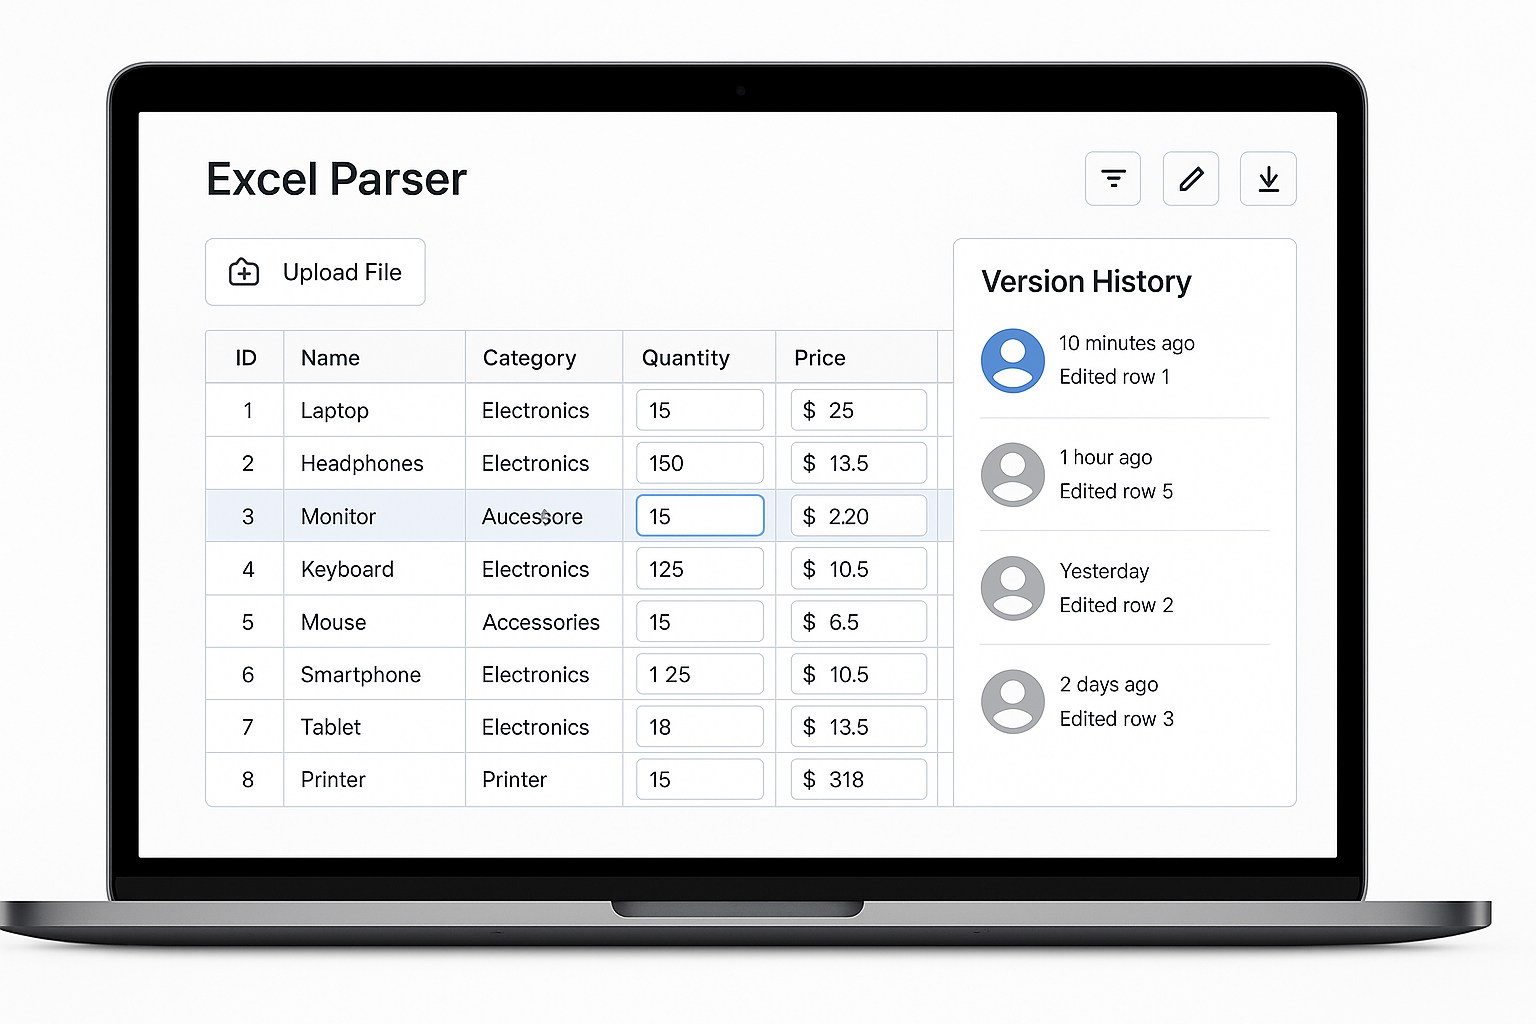 Excel Parser
Upload File
ID Name Category Quantity Price
1 Laptop Electronics 15 $ 25
2 Headphones Electronics 150 $ 13.5
3 Monitor Aucessore 15 $ 2.20
4 Keyboard Electronics 125 $ 10.5
5 Mouse Accessories 15 $ 6.5
6 Smartphone Electronics 1 25 $ 10.5
7 Tablet Electronics 18 $ 13.5
8 Printer Printer 15 $ 318
Version History
10 minutes ago
Edited row 1
1 hour ago
Edited row 5
Yesterday
Edited row 2
2 days ago
Edited row 3